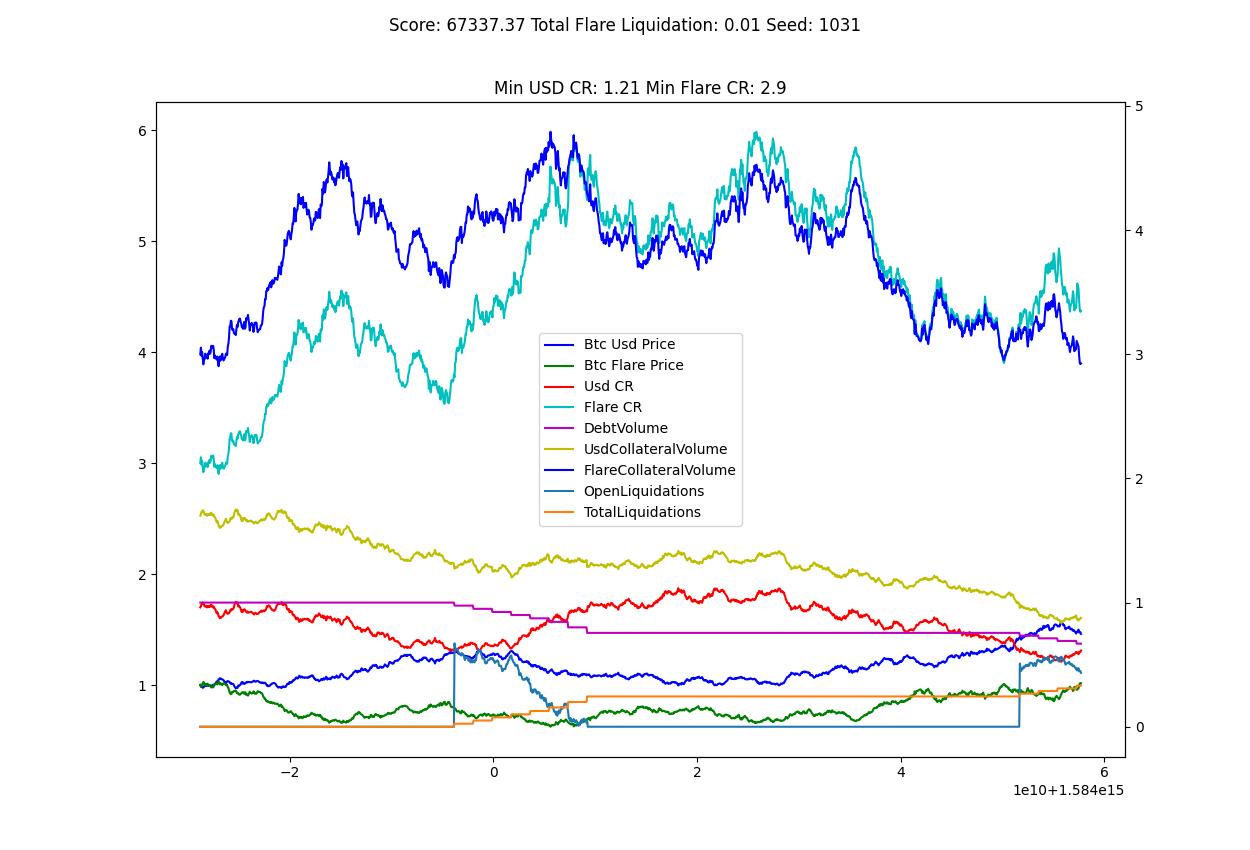 Score: 67337.37 Total Flare Liquidation: 0.01 Seed: 1031
Min USD CR: 1.21 Min Flare CR: 2.9
6
5
4
3
2
1
5
4
3
2
1
0
Btc Usd Price
Btc Flare Price
Usd CR
Flare CR
DebtVolume
UsdCollateralVolume
FlareCollateralVolume
OpenLiquidations
TotalLiquidations
−2 0 2 4 6
1e10+1.584e15